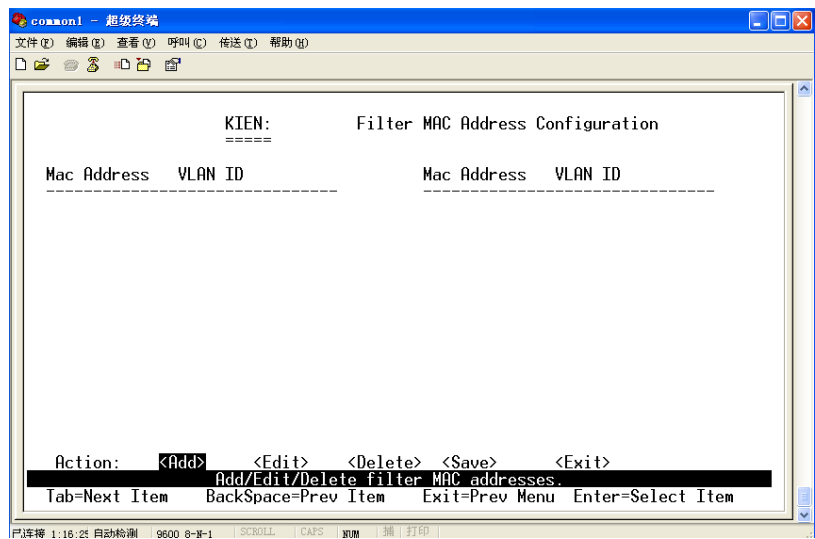 common1 - 超级终端
文件(F) 编辑(E) 查看(V) 呼叫(C) 传送(T) 帮助(H)
KIEN: Filter MAC Address Configuration
=====
Mac Address VLAN ID Mac Address VLAN ID
------------------------------- -------------------------------
Action: <Add> <Edit> <Delete> <Save> <Exit>
Add/Edit/Delete filter MAC addresses.
Tab=Next Item BackSpace=Prev Item Exit=Prev Menu Enter=Select Item
已连接 1:16:25 自动检测 9600 8-N-1 SCROLL CAPS NUM 捕 打印